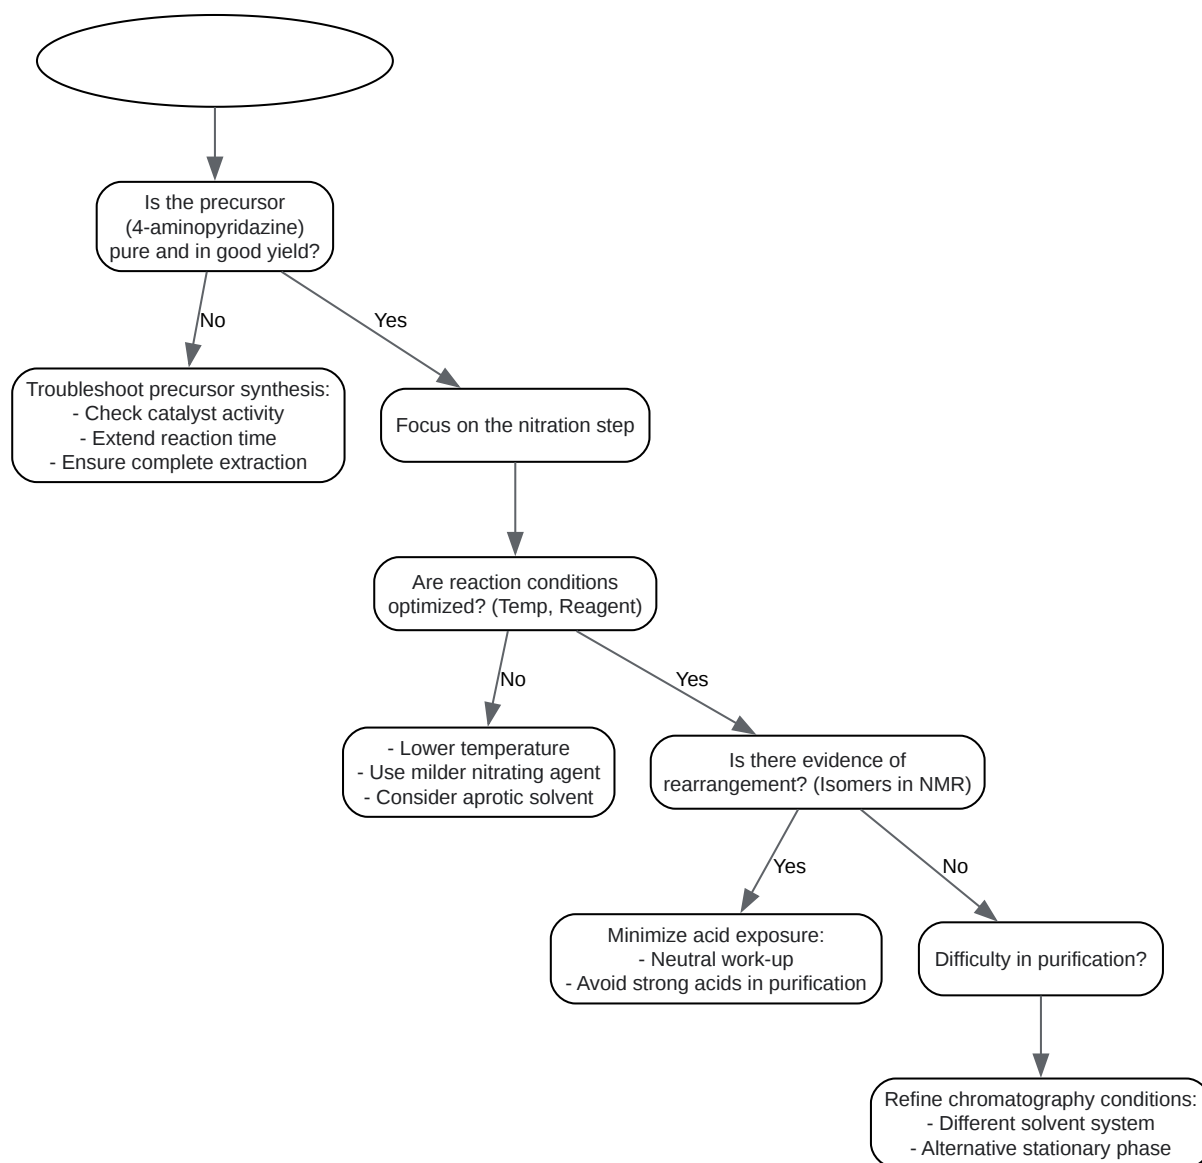 Is the precursor
(4-aminopyridazine)
pure and in good yield?
No
Yes
Troubleshoot precursor synthesis:
- Check catalyst activity
- Extend reaction time
- Ensure complete extraction
Focus on the nitration step
Are reaction conditions
optimized? (Temp, Reagent)
No
Yes
- Lower temperature
- Use milder nitrating agent
- Consider aprotic solvent
Is there evidence of
rearrangement? (Isomers in NMR)
Yes
No
Minimize acid exposure:
- Neutral work-up
- Avoid strong acids in purification
Difficulty in purification?
Refine chromatography conditions:
- Different solvent system
- Alternative stationary phase